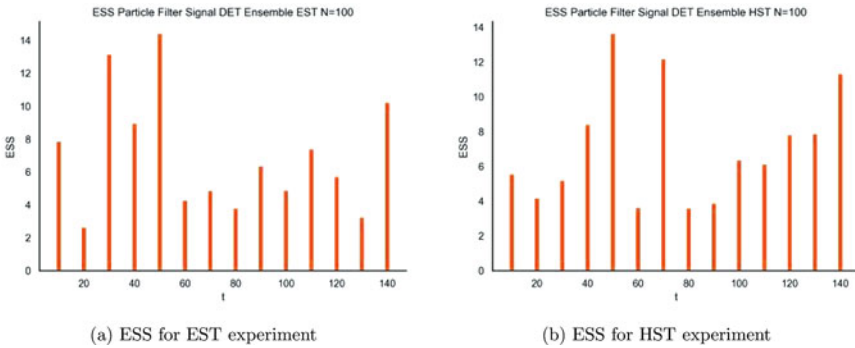 ESS Particle Filter Signal DET Ensemble EST N=100
14
12
10
8
6
4
2
0
ESS
20 40 60 80 100 120 140
t
(a) ESS for EST experiment
ESS Particle Filter Signal DET Ensemble HST N=100
14
12
10
8
6
4
2
0
ESS
20 40 60 80 100 120 140
t
(b) ESS for HST experiment